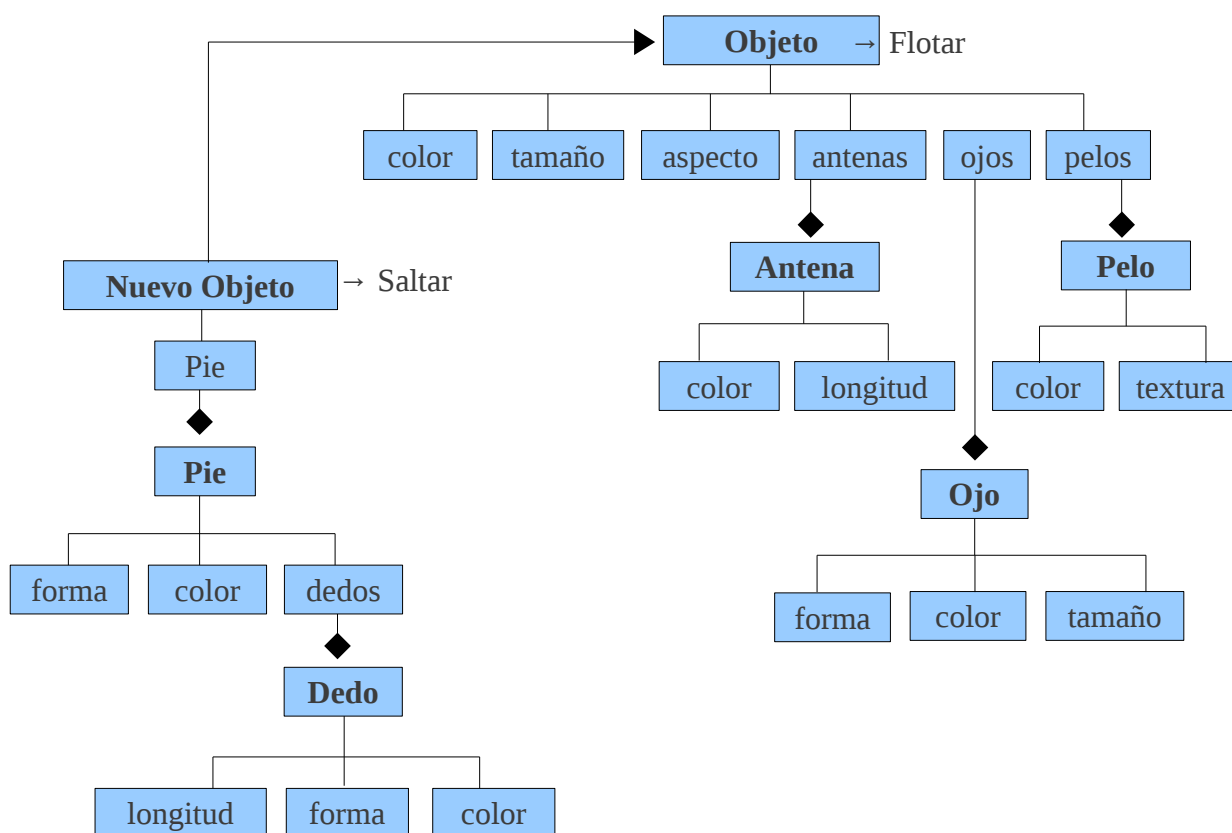 Objeto → Flotar
color tamaño aspecto antenas ojos pelos
Antena Pelo
Nuevo Objeto → Saltar
Pie
color longitud color textura
Pie
Ojo
forma color dedos
forma color tamaño
Dedo
longitud forma color